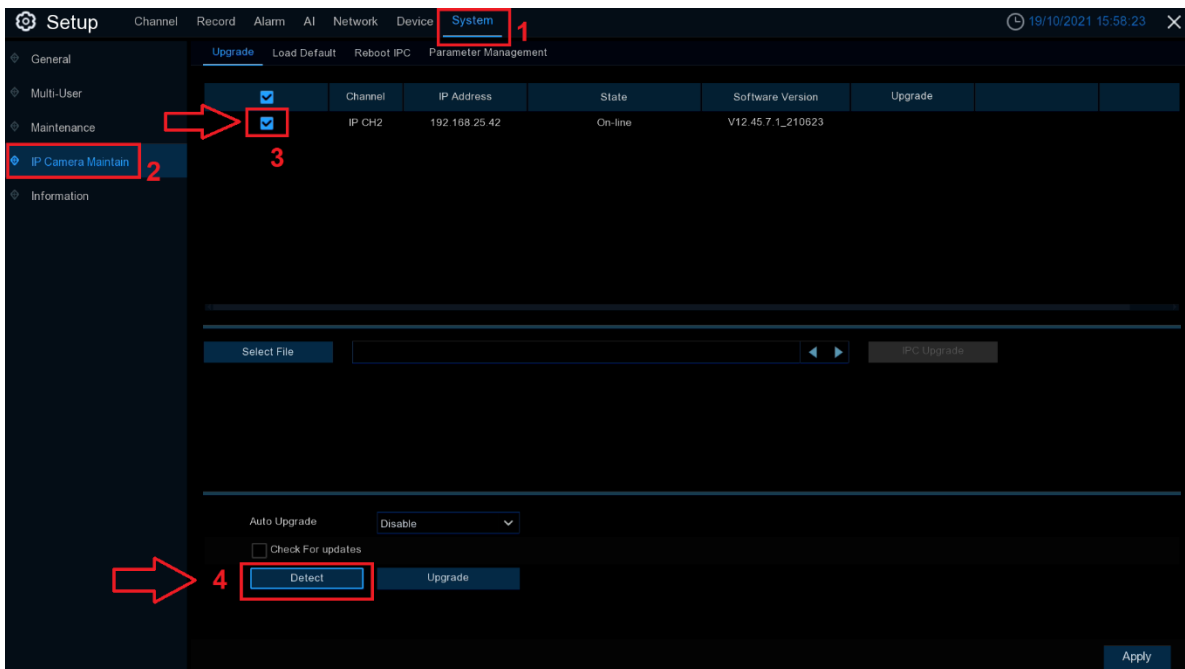 Setup Channel Record Alarm AI Network Device System 1 19/10/2021 15:58:23
General
Multi-User
Maintenance
IP Camera Maintain 2
Information
Upgrade Load Default Reboot IPC Parameter Management
Channel IP Address State Software Version Upgrade
IP CH2 192.168.25.42 On-line V12.45.7.1_210623
3
Select File IPC Upgrade
Auto Upgrade Disable
Check For updates
4 Detect Upgrade
Apply